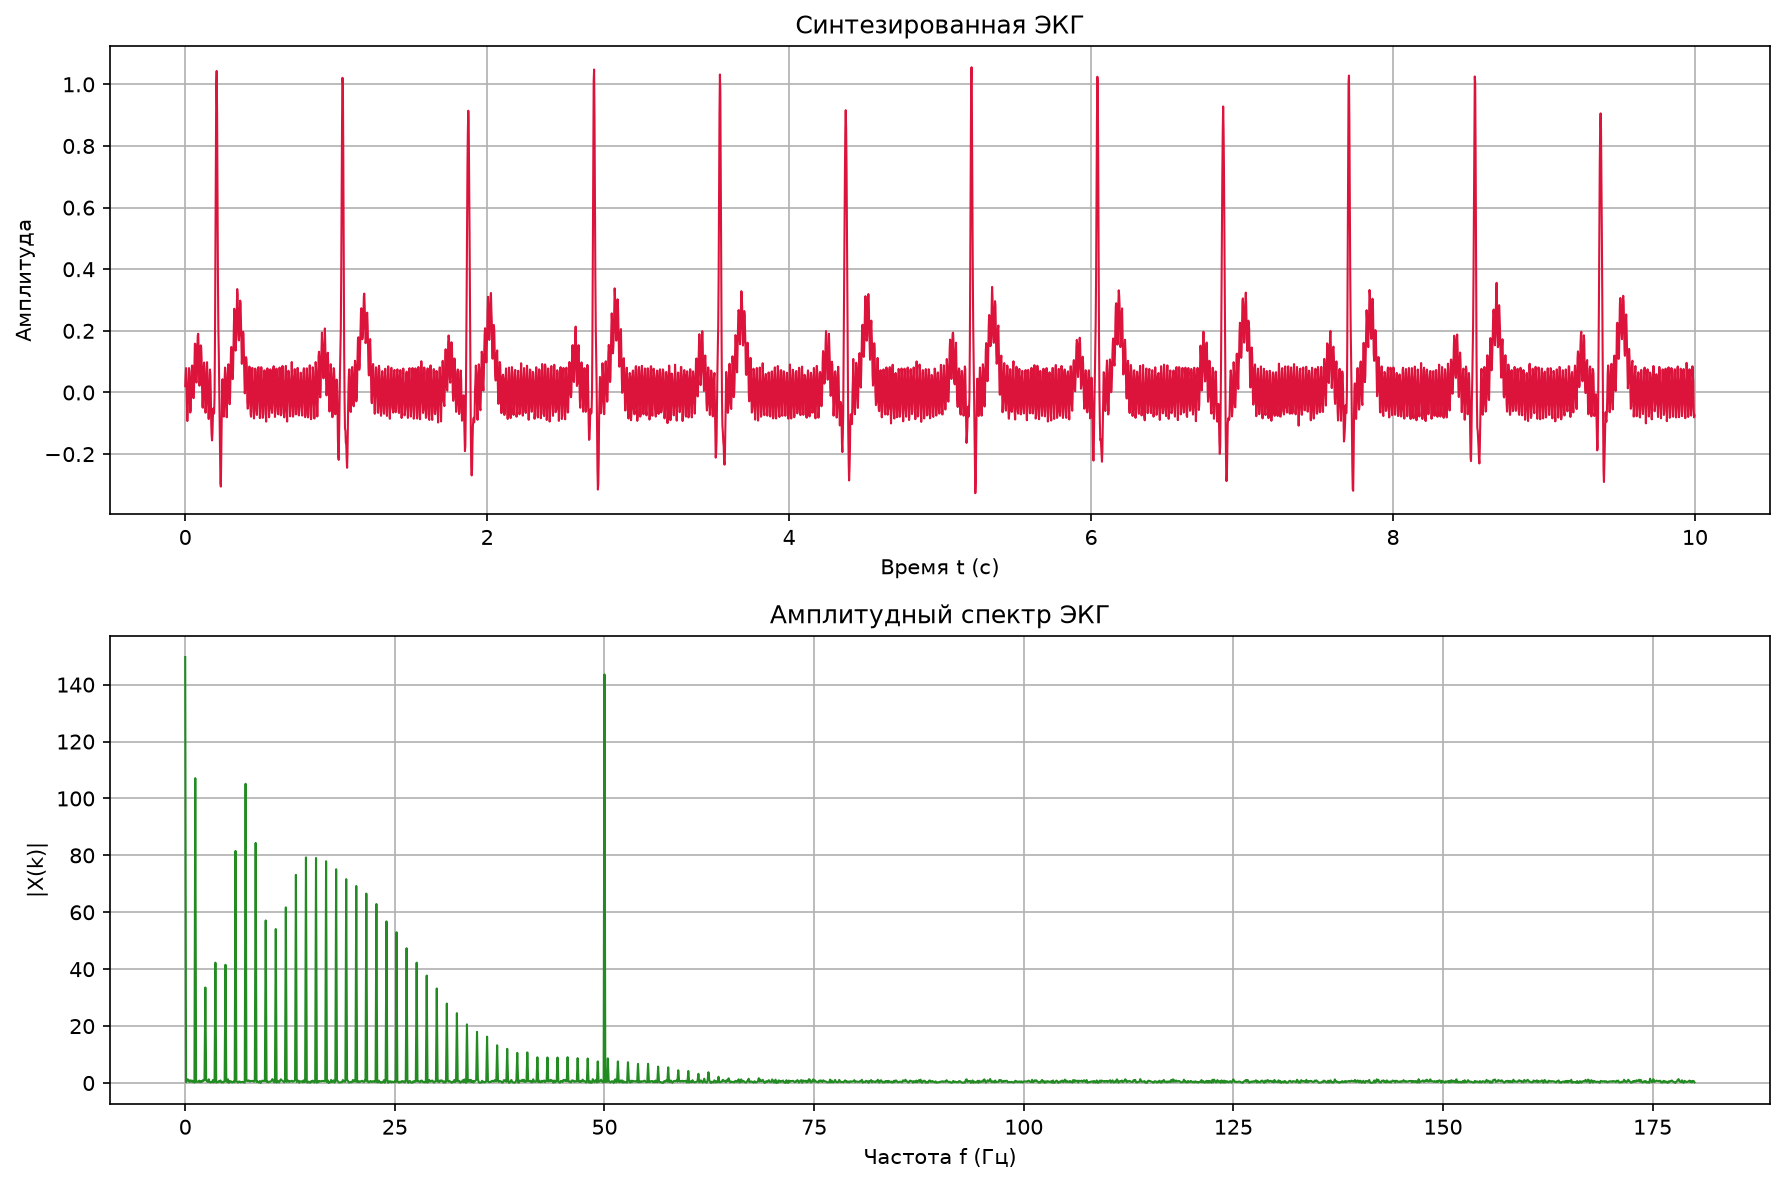 Синтезированная ЭКГ
Амплитуда
1.0
0.8
0.6
0.4
0.2
0.0
−0.2
0 2 4 6 8 10
Время t (с)
Амплитудный спектр ЭКГ
|X(k)|
140
120
100
80
60
40
20
0
0 25 50 75 100 125 150 175
Частота f (Гц)